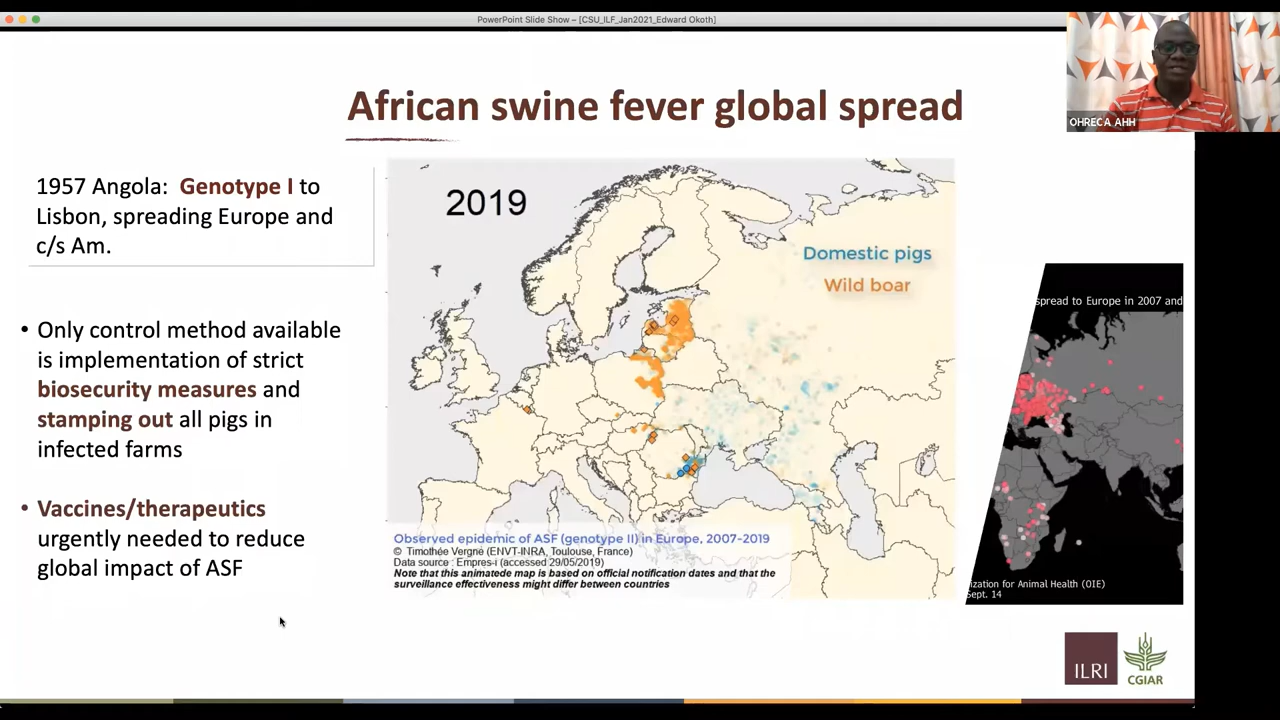 PowerPoint Slide Show – [CSU_ILF_Jan2021_Edward Okoth]
OHRECA AHH
African swine fever global spread
1957 Angola: Genotype I to
Lisbon, spreading Europe and
c/s Am.
• Only control method available
is implementation of strict
biosecurity measures and
stamping out all pigs in
infected farms
• Vaccines/therapeutics
urgently needed to reduce
global impact of ASF
2019
Domestic pigs
Wild boar
Observed epidemic of ASF (genotype II) in Europe, 2007-2019
© Timothée Vergne (ENVT-INRA, Toulouse, France)
Data source : Empres-i (accessed 29/05/2019)
Note that this animatede map is based on official notification dates and that the
surveillance effectiveness might differ between countries
spread to Europe in 2007 and
ization for Animal Health (OIE)
Sept. 14
ILRI
CGIAR